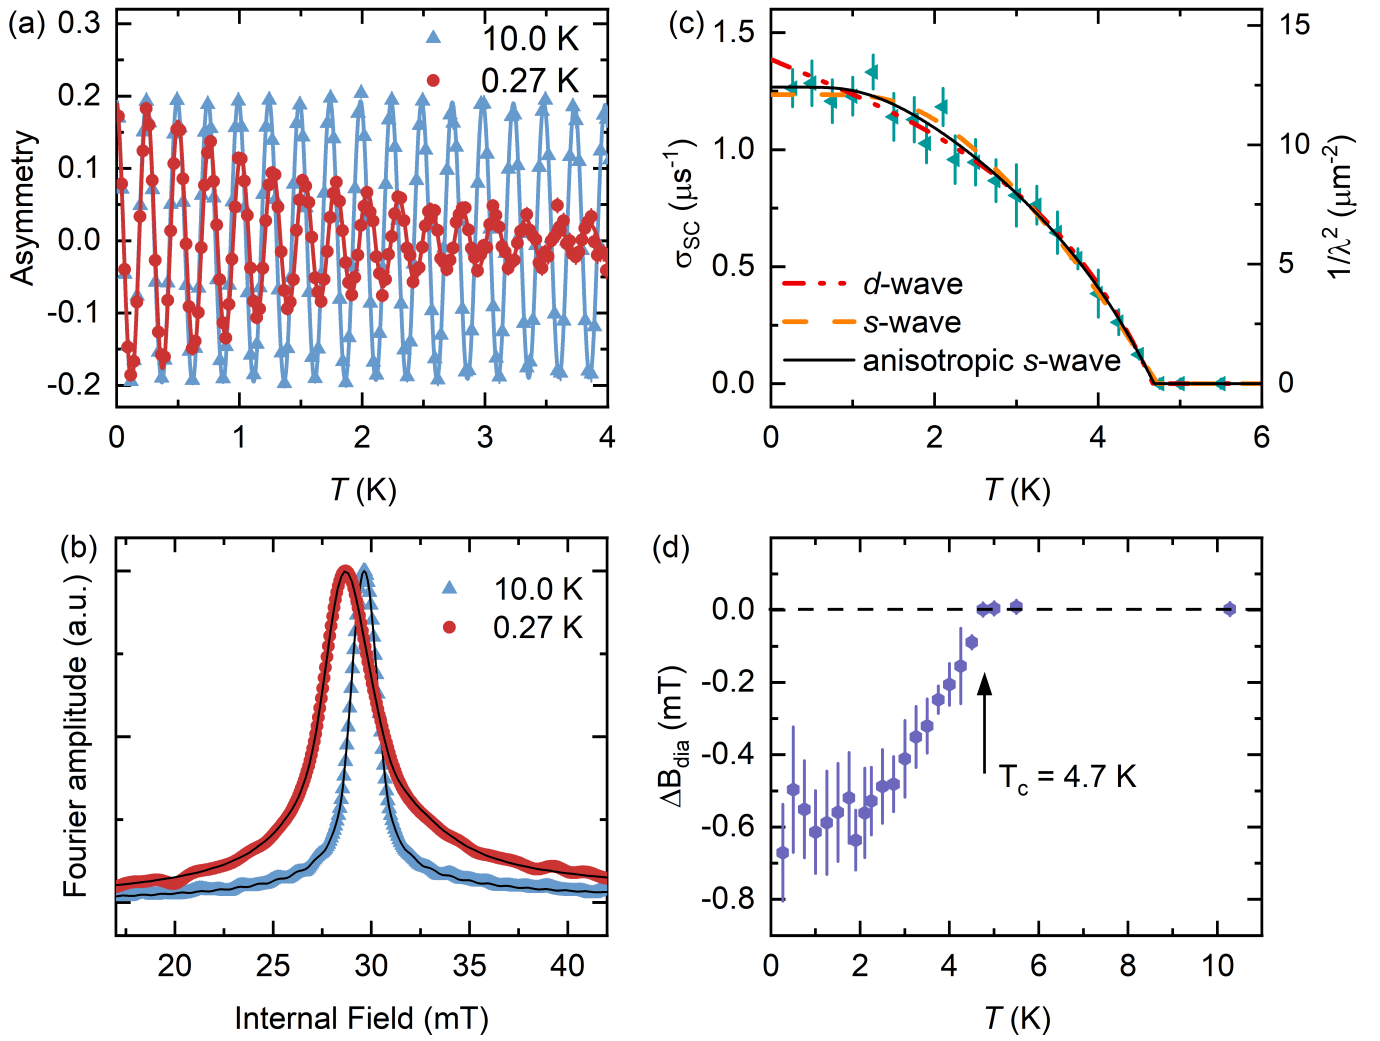 (a)
0.3
0.2
0.1
0.0
-0.1
-0.2
Asymmetry
10.0 K
0.27 K
0 1 2 3 4
T (K)
(c)
1.5
1.0
0.5
0.0
σSC (μs-1)
15
10
5
0
1/λ2 (μm-2)
d-wave
s-wave
anisotropic s-wave
0 2 4 6
T (K)
(b)
Fourier amplitude (a.u.)
10.0 K
0.27 K
20 25 30 35 40
Internal Field (mT)
(d)
0.0
-0.2
-0.4
-0.6
-0.8
ΔBdia (mT)
Tc = 4.7 K
0 2 4 6 8 10
T (K)